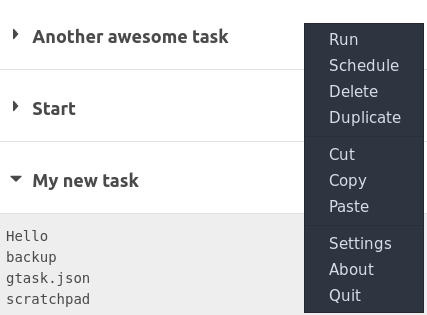 Another awesome task
Start
My new task
Hello
backup
gtask.json
scratchpad
Run
Schedule
Delete
Duplicate
Cut
Copy
Paste
Settings
About
Quit